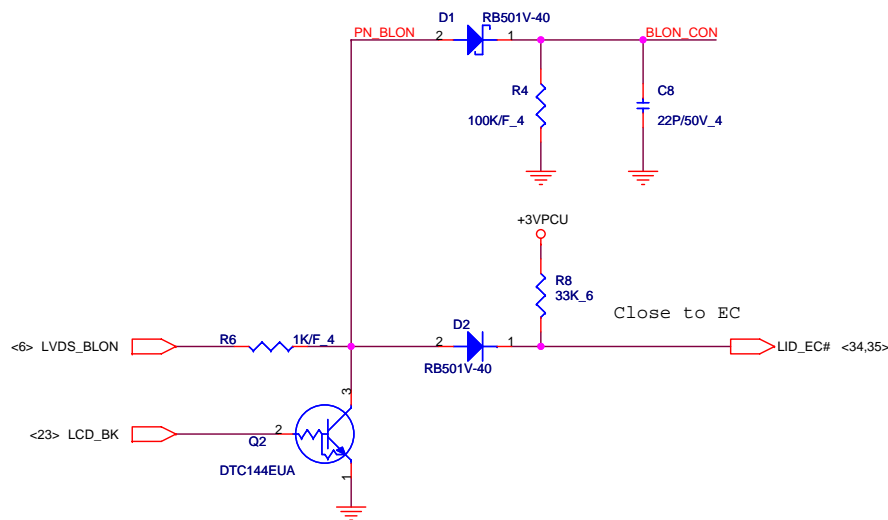 D1 RB501V-40
PN_BLON 2 1 BLON_CON
R4 C8
100K/F_4 22P/50V_4
+3VPCU
R8
33K_6
Close to EC
<6> LVDS_BLON R6 1K/F_4 2 D2 1 LID_EC# <34,35>
RB501V-40
3
<23> LCD_BK 2
Q2
DTC144EUA
1